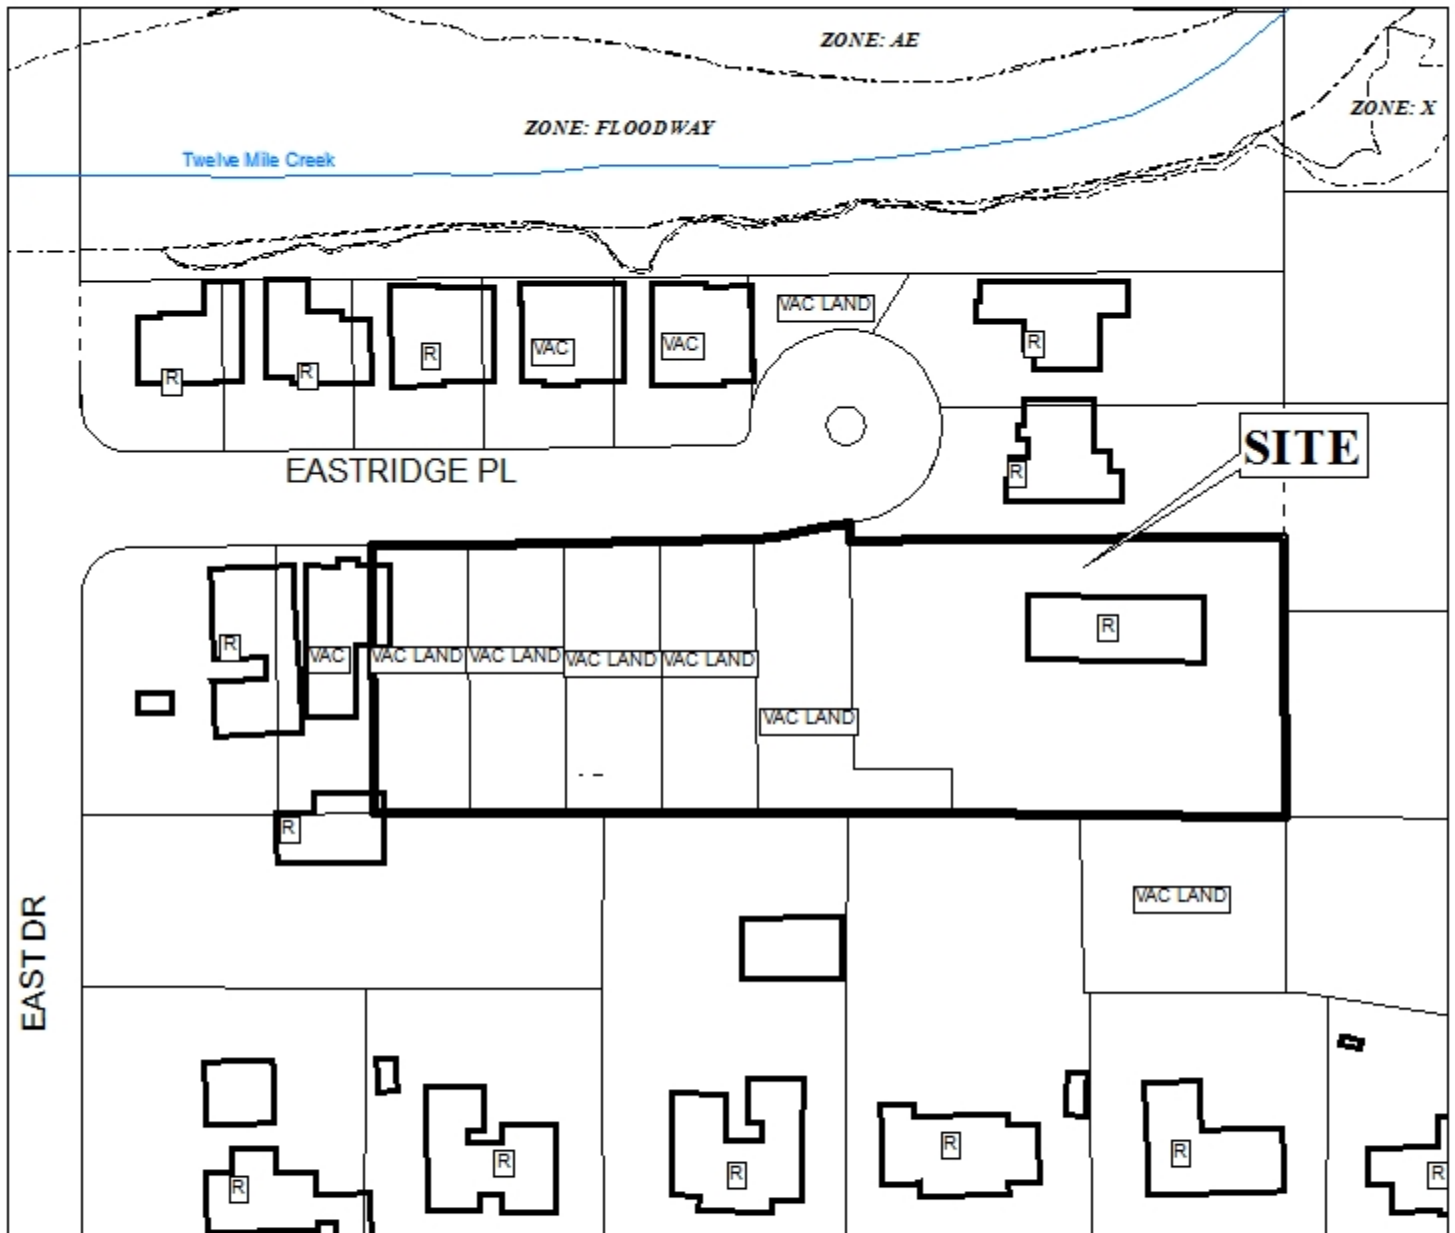 ZONE: AE
ZONE: X
ZONE: FLOODWAY
Twelve Mile Creek
VAC LAND
R
R
R
VAC
VAC
R
EASTRIDGE PL
R
SITE
R
R
VAC
VAC LAND
VAC LAND
VAC LAND
VAC LAND
VAC LAND
R
VAC LAND
EAST DR
R
R
R
R
R
R